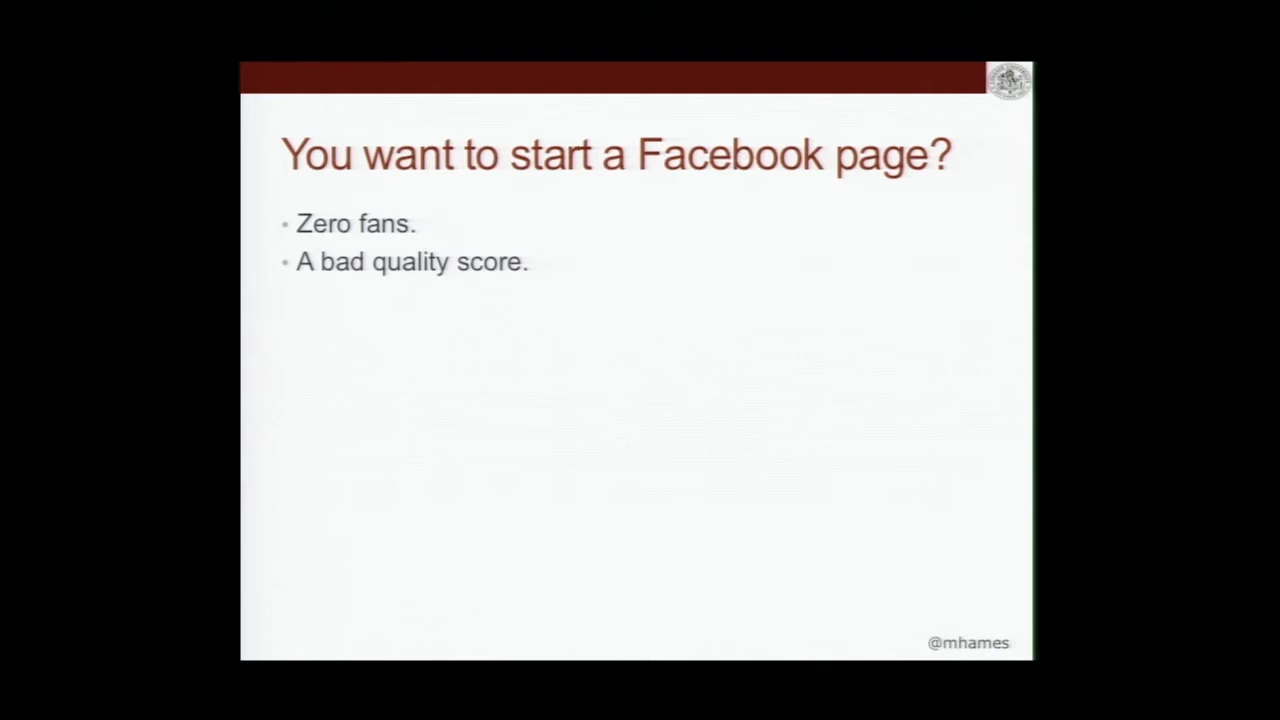 You want to start a Facebook page?
• Zero fans.
• A bad quality score.
@mhames